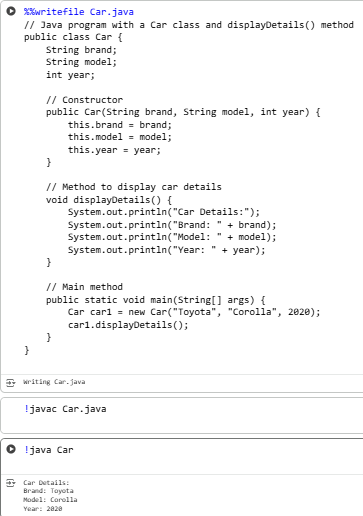 %%writefile Car.java
// Java program with a Car class and displayDetails() method
public class Car {
    String brand;
    String model;
    int year;

    // Constructor
    public Car(String brand, String model, int year) {
        this.brand = brand;
        this.model = model;
        this.year = year;
    }

    // Method to display car details
    void displayDetails() {
        System.out.println("Car Details:");
        System.out.println("Brand: " + brand);
        System.out.println("Model: " + model);
        System.out.println("Year: " + year);
    }

    // Main method
    public static void main(String[] args) {
        Car car1 = new Car("Toyota", "Corolla", 2020);
        car1.displayDetails();
    }
}
Writing Car.java
!javac Car.java
!java Car
Car Details:
Brand: Toyota
Model: Corolla
Year: 2020